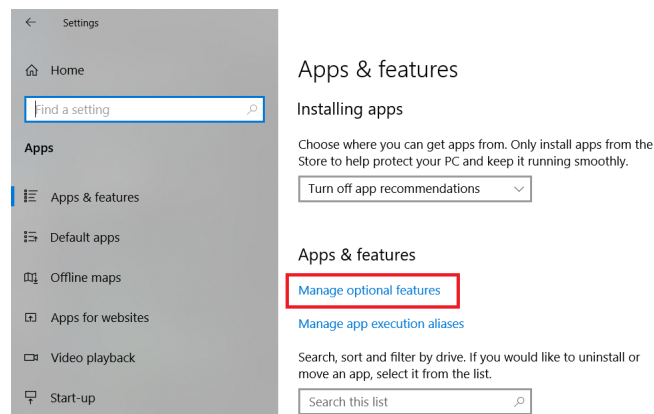 Settings
Home
Find a setting
Apps
Apps & features
Default apps
Offline maps
Apps for websites
Video playback
Start-up
Apps & features
Installing apps
Choose where you can get apps from. Only install apps from the
Store to help protect your PC and keep it running smoothly.
Turn off app recommendations
Apps & features
Manage optional features
Manage app execution aliases
Search, sort and filter by drive. If you would like to uninstall or
move an app, select it from the list.
Search this list